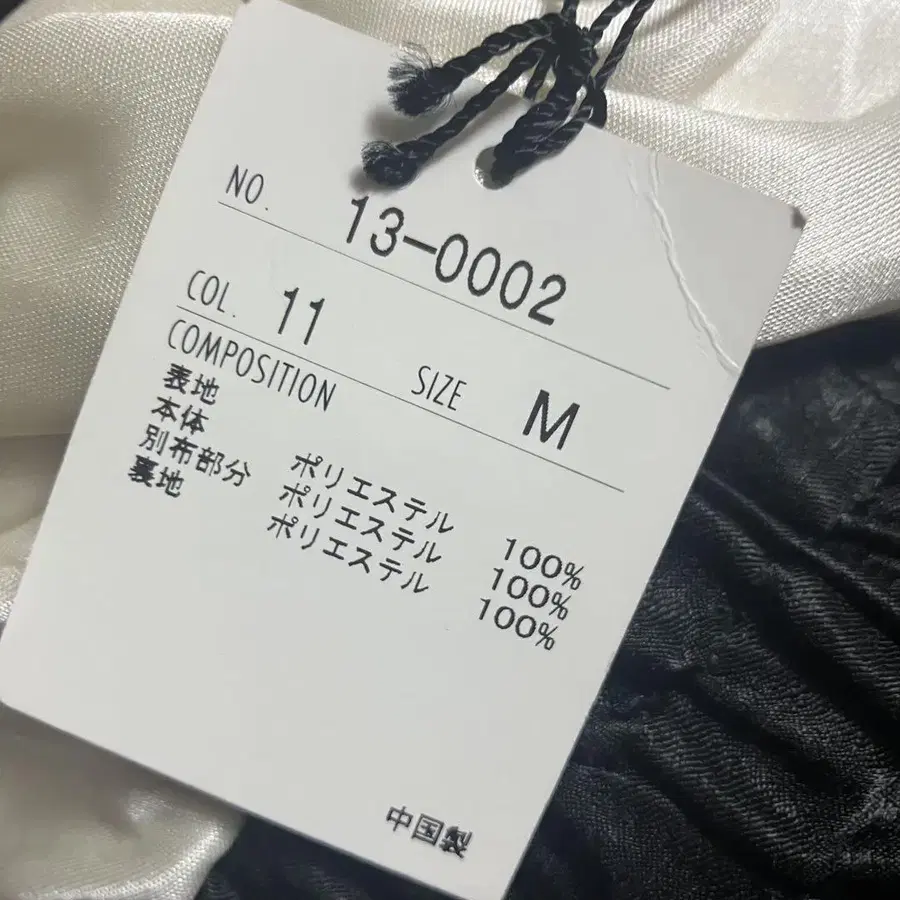 NO. 13-0002
COL. 11 SIZE M
COMPOSITION
表地
本体 ポリエステル 100%
別布部分 ポリエステル 100%
裏地 ポリエステル 100%
中国製